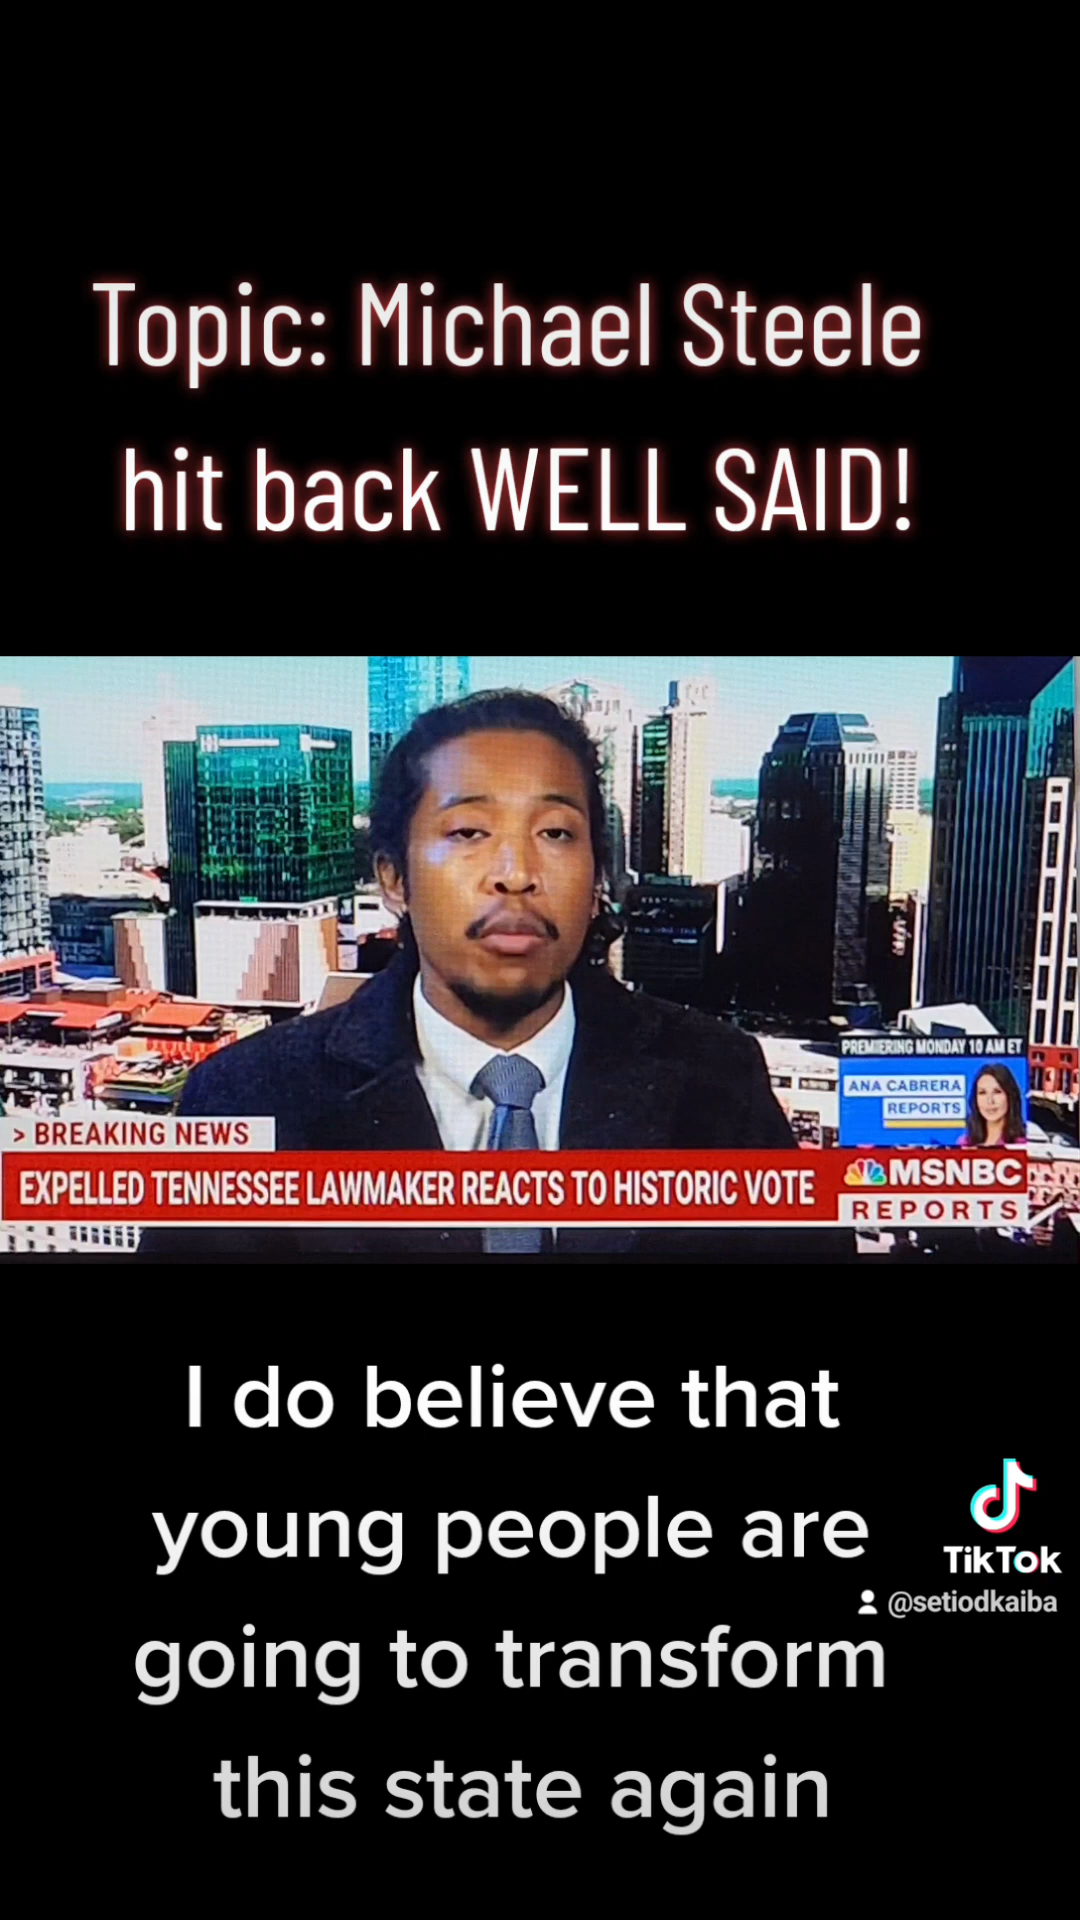 Topic: Michael Steele
hit back WELL SAID!
PREMIERING MONDAY 10 AM ET
ANA CABRERA
REPORTS
> BREAKING NEWS
EXPELLED TENNESSEE LAWMAKER REACTS TO HISTORIC VOTE
MSNBC
REPORTS
I do believe that
young people are
going to transform
this state again
TikTok
@setiodkaiba